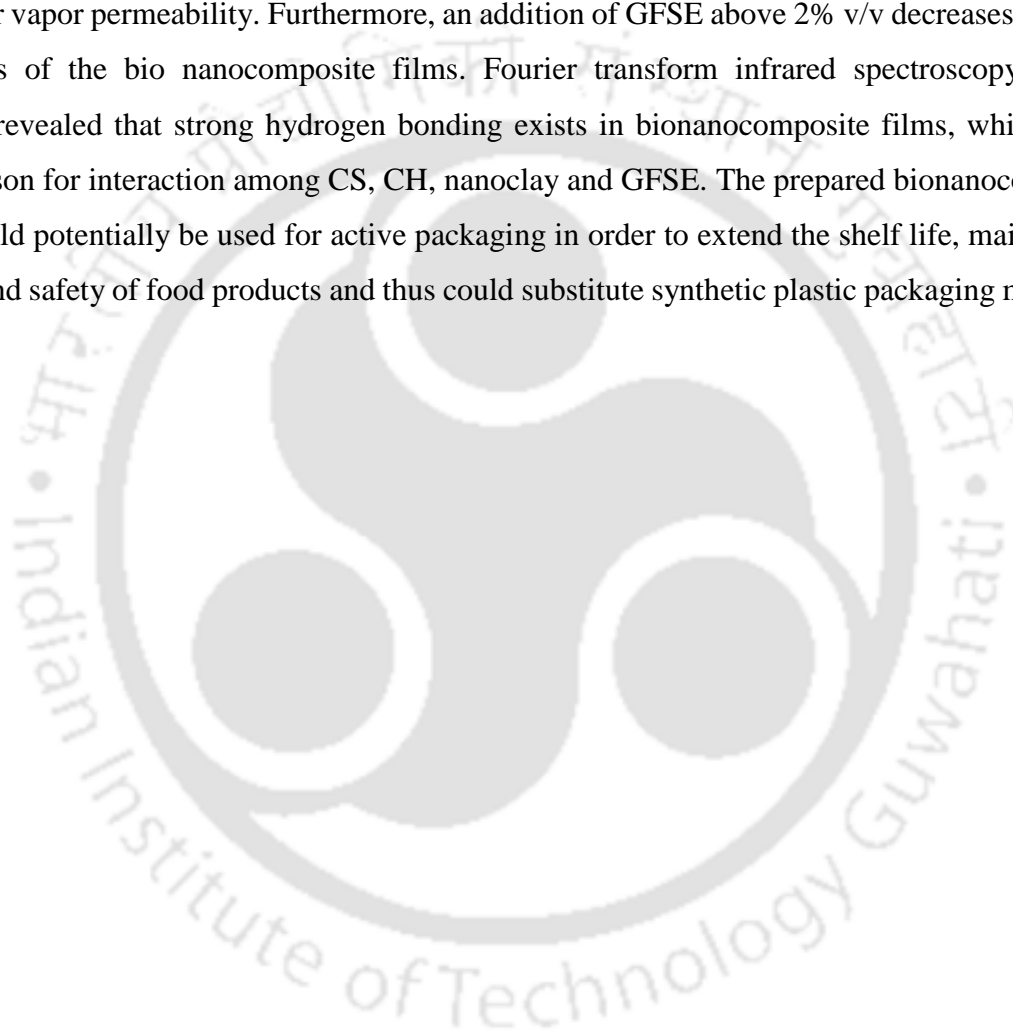 r vapor permeability. Furthermore, an addition of GFSE above 2% v/v decreases
s of the bio nanocomposite films. Fourier transform infrared spectroscopy
revealed that strong hydrogen bonding exists in bionanocomposite films, whi
son for interaction among CS, CH, nanoclay and GFSE. The prepared bionanoc
ld potentially be used for active packaging in order to extend the shelf life, mai
nd safety of food products and thus could substitute synthetic plastic packaging
Indian Institute of Technology Guwahati